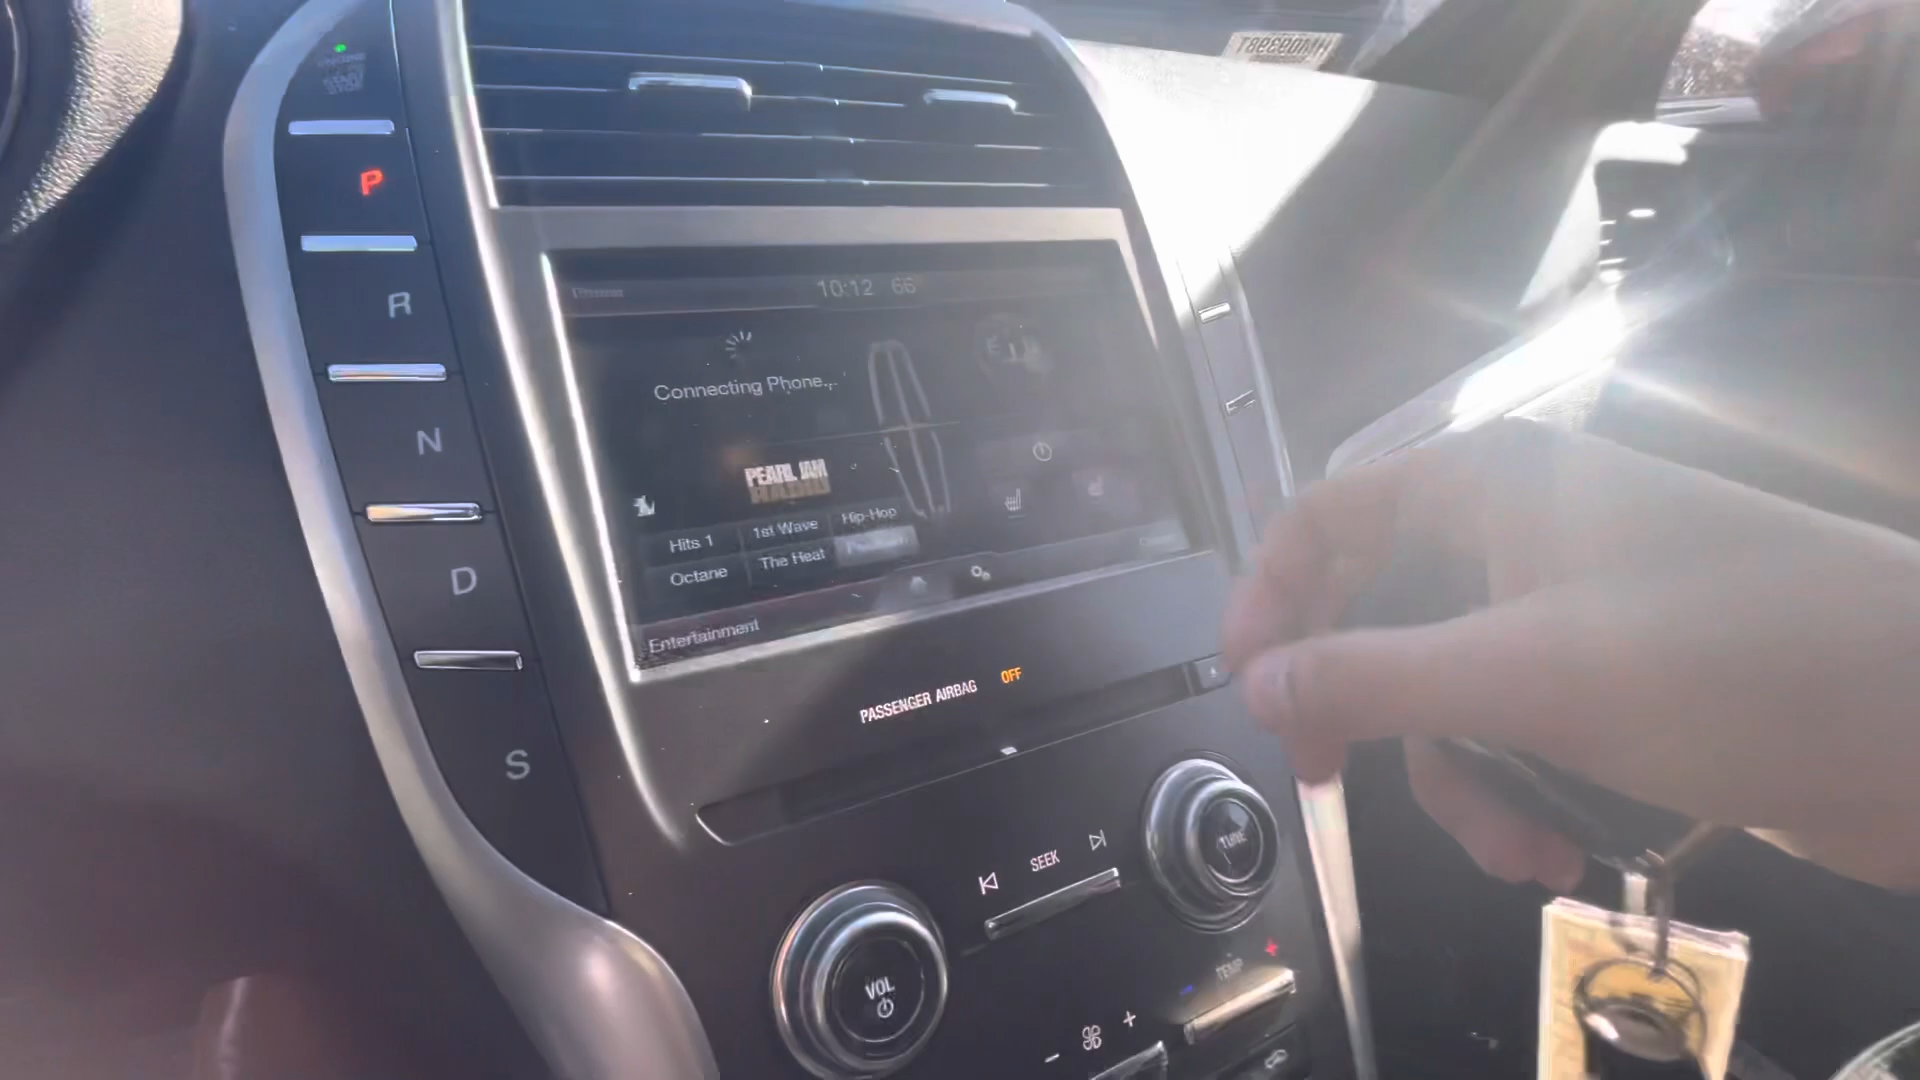 P
R
N
D
S
10:12 66
Connecting Phone...
PEARL JAM
RADIO
Hits 1 1st Wave Hip-Hop
Octane The Heat
Entertainment
PASSENGER AIRBAG OFF
SEEK
TUNE
VOL
TEMP
+
-
- +